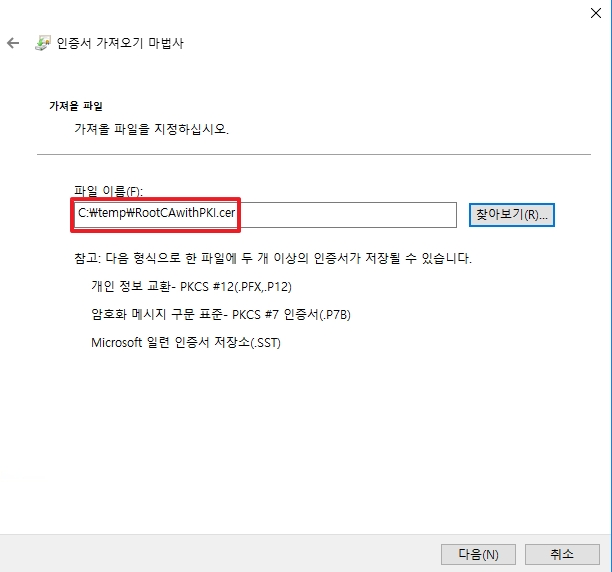 인증서 가져오기 마법사
가져올 파일
가져올 파일을 지정하십시오.
파일 이름(F):
C:₩temp₩RootCAwithPKI.cer
찾아보기(R)...
참고: 다음 형식으로 한 파일에 두 개 이상의 인증서가 저장될 수 있습니다.
개인 정보 교환- PKCS #12(.PFX,.P12)
암호화 메시지 구문 표준- PKCS #7 인증서(.P7B)
Microsoft 일련 인증서 저장소(.SST)
다음(N)
취소